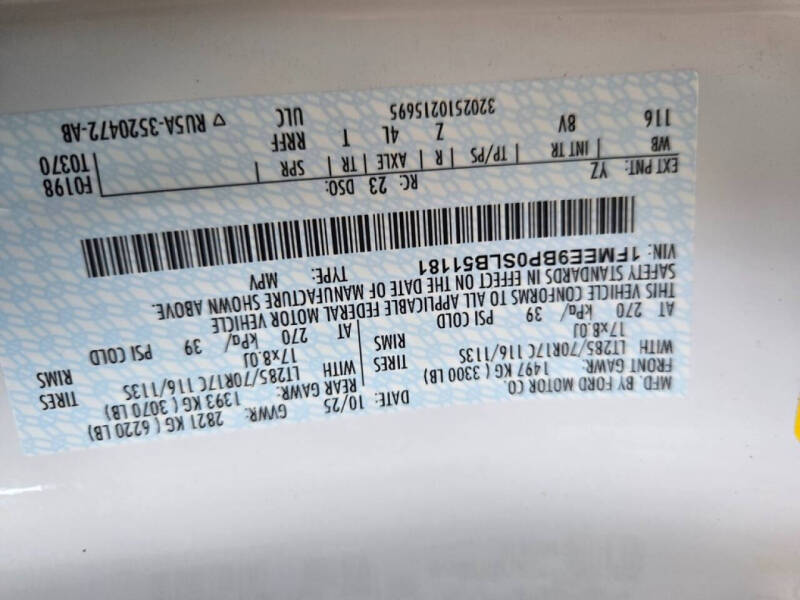 MFD. BY FORD MOTOR CO.
DATE: 10/25 GVWR: 2821 KG ( 6220 LB)
FRONT GAWR: REAR GAWR:
1497 KG ( 3300 LB) 1393 KG ( 3070 LB)
WITH LT285/70R17C 116/113S TIRES WITH LT285/70R17C 116/113S TIRES
17x8.0J RIMS 17x8.0J RIMS
AT 270 kPa/ 39 PSI COLD AT 270 kPa/ 39 PSI COLD
THIS VEHICLE CONFORMS TO ALL APPLICABLE FEDERAL MOTOR VEHICLE
SAFETY STANDARDS IN EFFECT ON THE DATE OF MANUFACTURE SHOWN ABOVE.
VIN: 1FMEE9BP0SLB51181 TYPE: MPV
F0198
T0370
EXT PNT: YZ RC: 23 DSO:
WB | INT TR | TP/PS | R | AXLE | TR | SPR
116 8V Z 4L T RRFF
3202510215695 ULC ▽ RU5A-3520472-AB